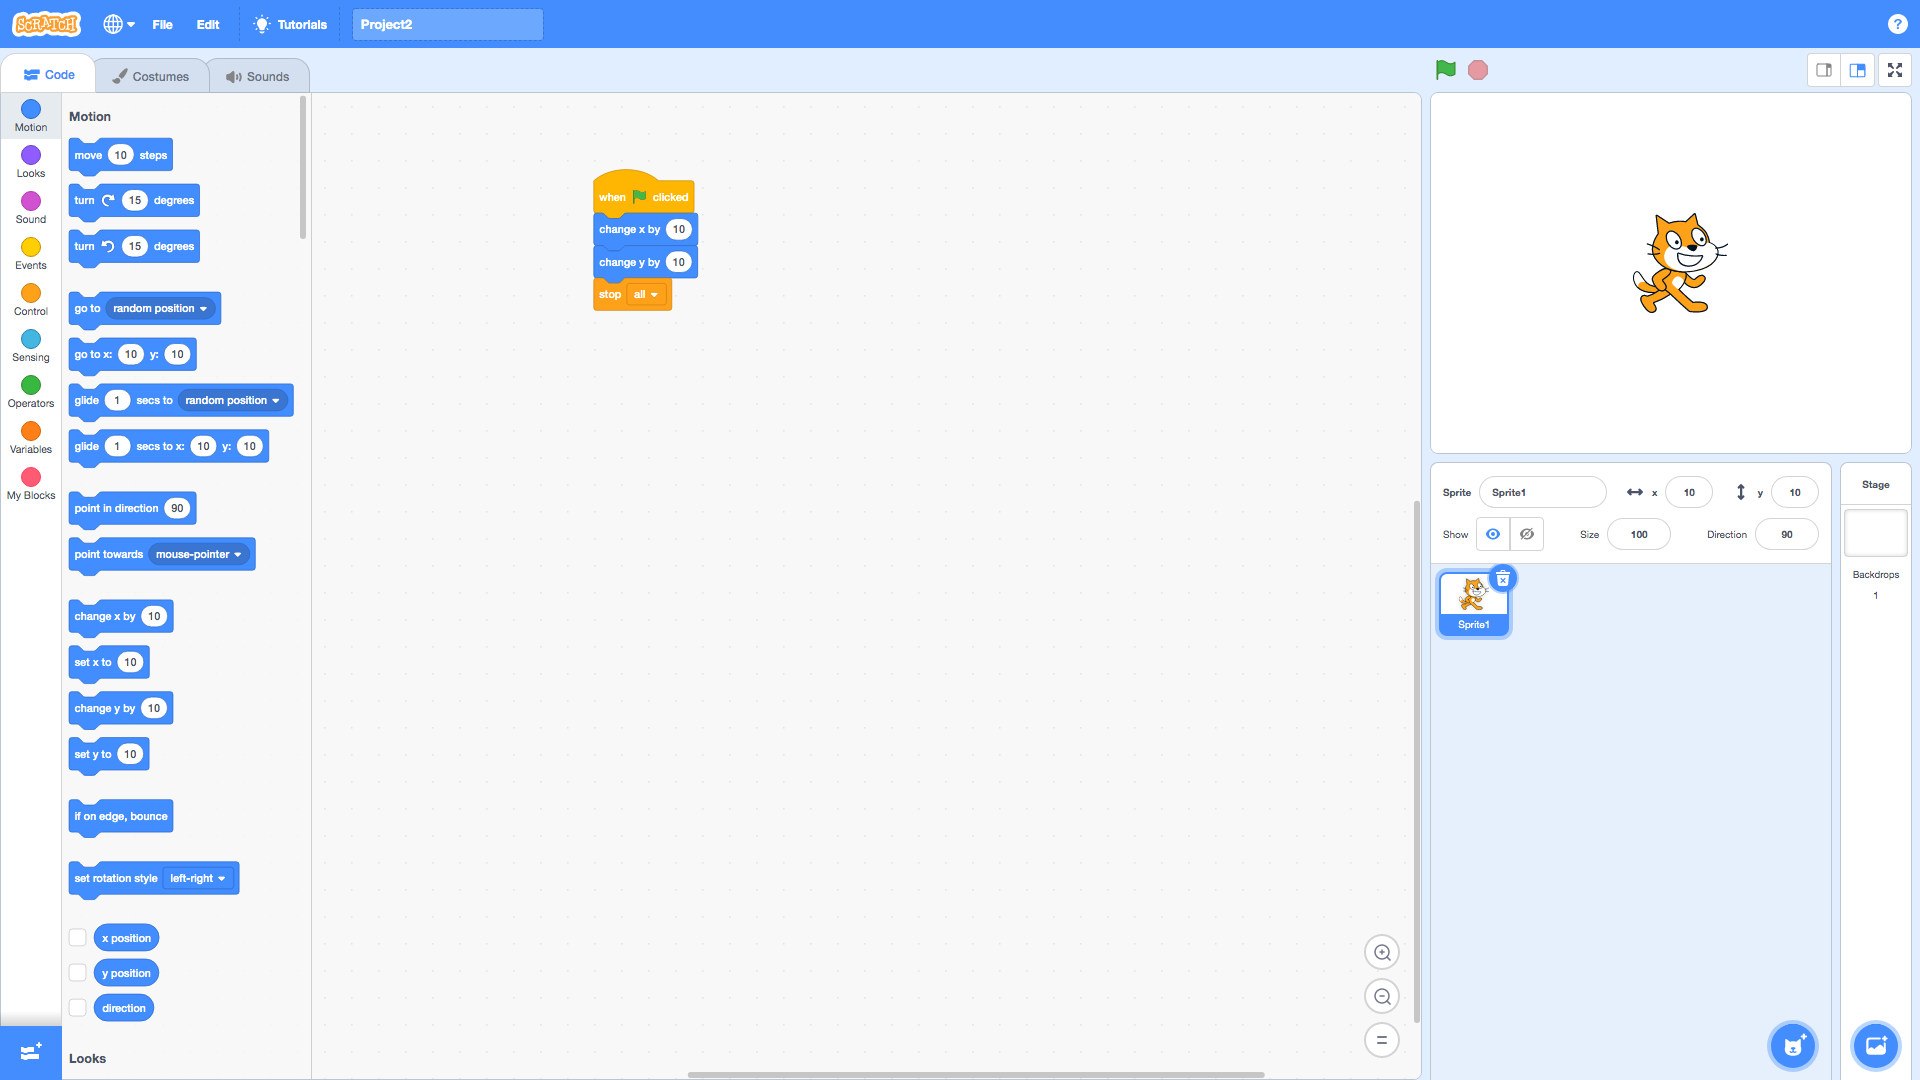 SCRATCH File Edit Tutorials Project2 ?
Code Costumes Sounds
Motion
Looks
Sound
Events
Control
Sensing
Operators
Variables
My Blocks
Motion
move 10 steps
turn 15 degrees
turn 15 degrees
go to random position
go to x: 10 y: 10
glide 1 secs to random position
glide 1 secs to x: 10 y: 10
point in direction 90
point towards mouse-pointer
change x by 10
set x to 10
change y by 10
set y to 10
if on edge, bounce
set rotation style left-right
x position
y position
direction
Looks
when clicked
change x by 10
change y by 10
stop all
Sprite Sprite1 x 10 y 10
Show Size 100 Direction 90
Sprite1
Stage
Backdrops
1